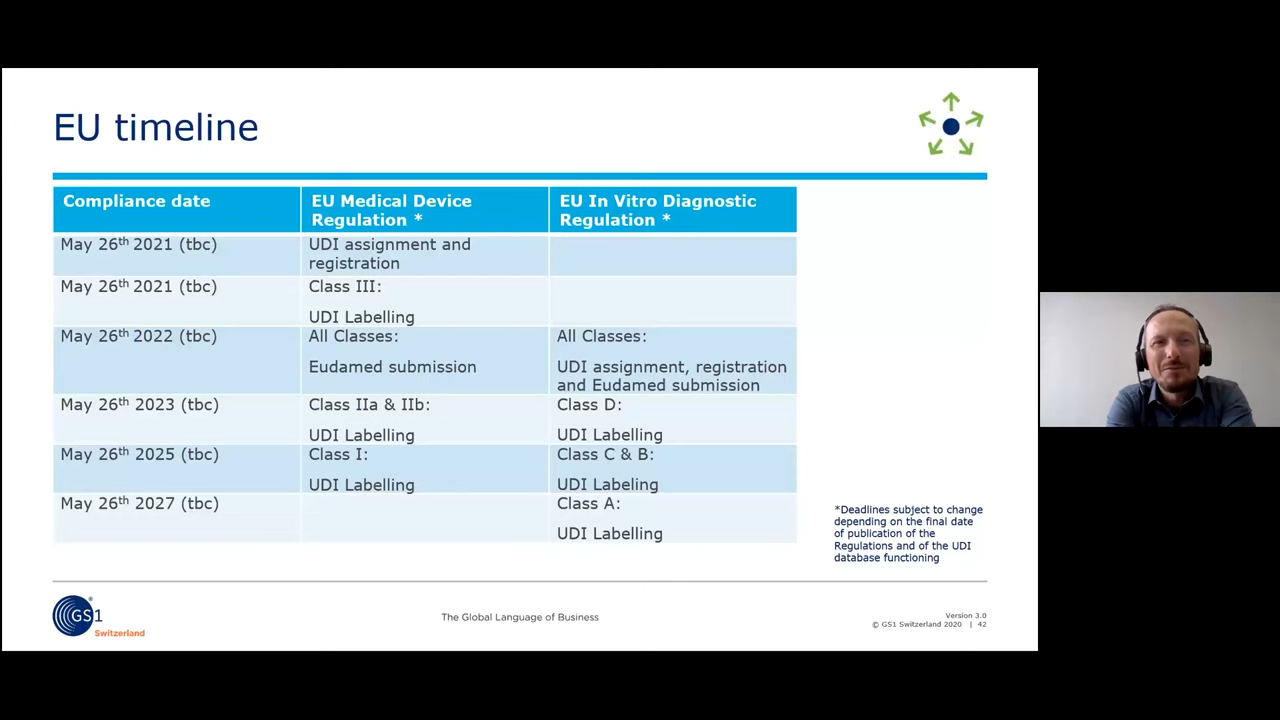 EU timeline
Compliance date
EU Medical Device
Regulation *
EU In Vitro Diagnostic
Regulation *
May 26th 2021 (tbc)
UDI assignment and
registration
May 26th 2021 (tbc)
Class III:
UDI Labelling
May 26th 2022 (tbc)
All Classes:
Eudamed submission
All Classes:
UDI assignment, registration
and Eudamed submission
May 26th 2023 (tbc)
Class IIa & IIb:
UDI Labelling
Class D:
UDI Labelling
May 26th 2025 (tbc)
Class I:
UDI Labelling
Class C & B:
UDI Labeling
May 26th 2027 (tbc)
Class A:
UDI Labelling
*Deadlines subject to change
depending on the final date
of publication of the
Regulations and of the UDI
database functioning
GS1
®
Switzerland
The Global Language of Business
Version 3.0
© GS1 Switzerland 2020 | 42